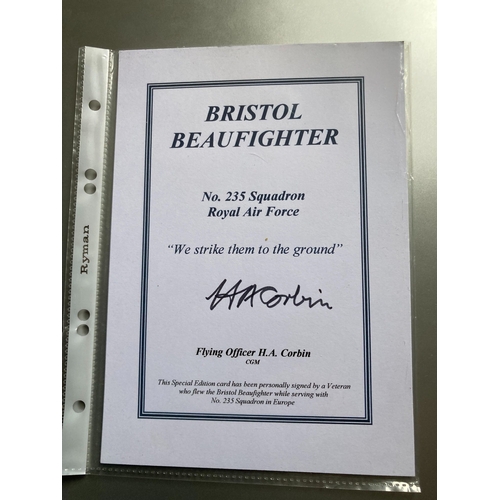 BRISTOL
BEAUFIGHTER
No. 235 Squadron
Royal Air Force
"We strike them to the ground"
HACorbin
Flying Officer H.A. Corbin
CGM
This Special Edition card has been personally signed by a Veteran
who flew the Bristol Beaufighter while serving with
No. 235 Squadron in Europe
Ryman